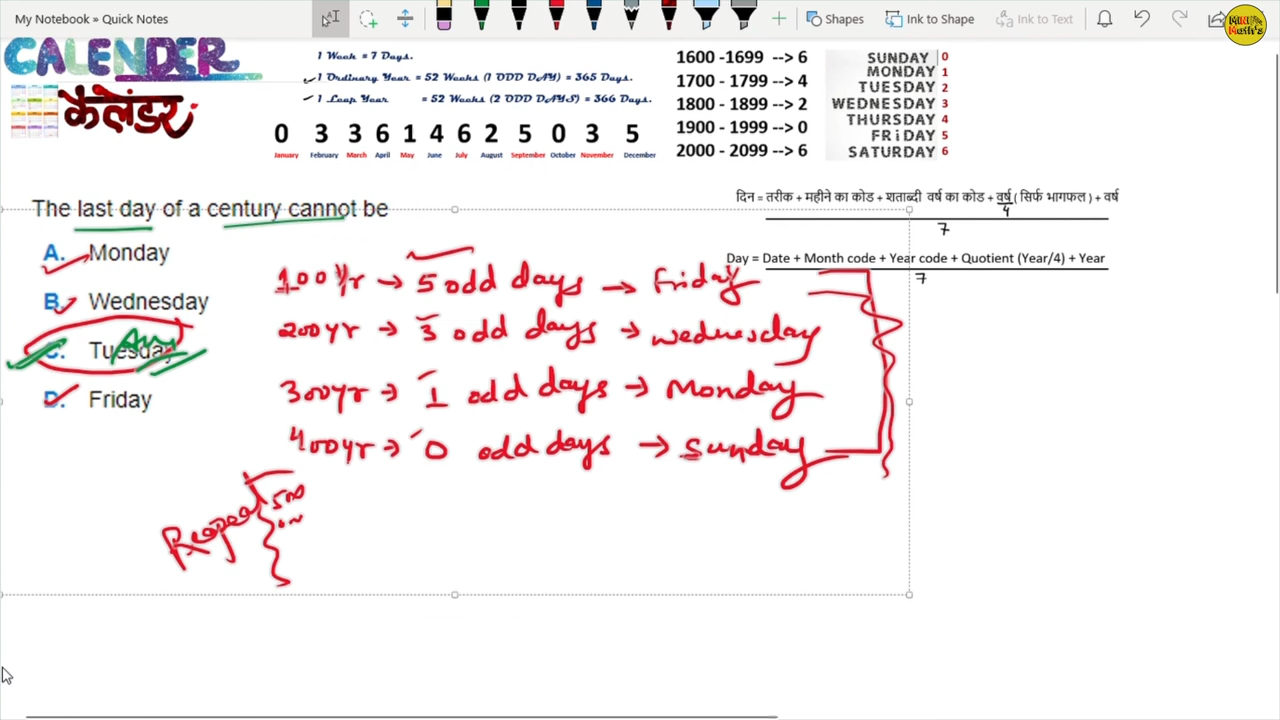 My Notebook » Quick Notes
Shapes
Ink to Shape
Ink to Text
MINI Math's
CALENDER
कैलेंडर
1 Week = 7 Days.
1 Ordinary Year = 52 Weeks (1 ODD DAY) = 365 Days.
1 Leap Year = 52 Weeks (2 ODD DAYS) = 366 Days.
0 3 3 6 1 4 6 2 5 0 3 5
January February March April May June July August September October November December
1600 -1699 --> 6
1700 - 1799 --> 4
1800 - 1899 --> 2
1900 - 1999 --> 0
2000 - 2099 --> 6
SUNDAY 0
MONDAY 1
TUESDAY 2
WEDNESDAY 3
THURSDAY 4
FRiDAY 5
SATURDAY 6
दिन = तारीक + महीने का कोड + शताब्दी वर्ष का कोड + वर्ष/4 ( सिर्फ भागफल ) + वर्ष
7
Day = Date + Month code + Year code + Quotient (Year/4) + Year
7
The last day of a century cannot be
A. Monday
B. Wednesday
C. Tuesday Ans
D. Friday
100 Yr → 5 odd days → Friday
200 yr → 3 odd days → wednesday
300 yr → 1 odd days → Monday
400 yr → 0 odd days → Sunday
Repeat
500